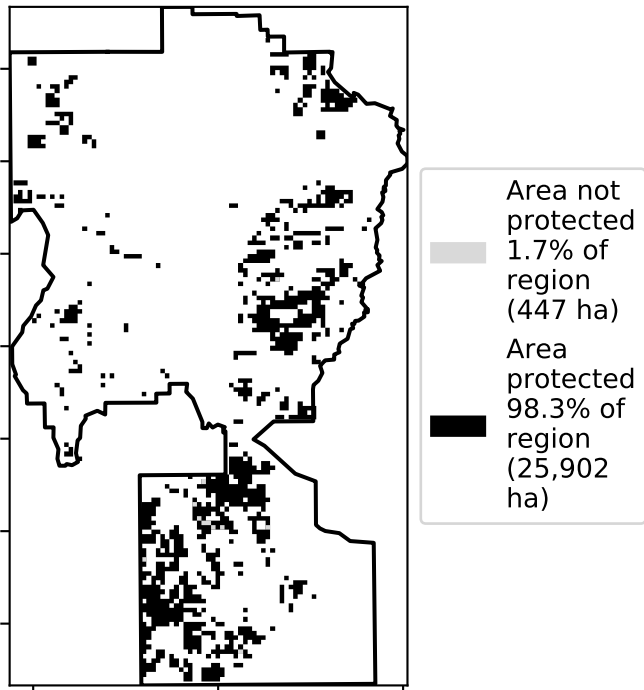 Area not
protected
1.7% of
region
(447 ha)
Area
protected
98.3% of
region
(25,902
ha)